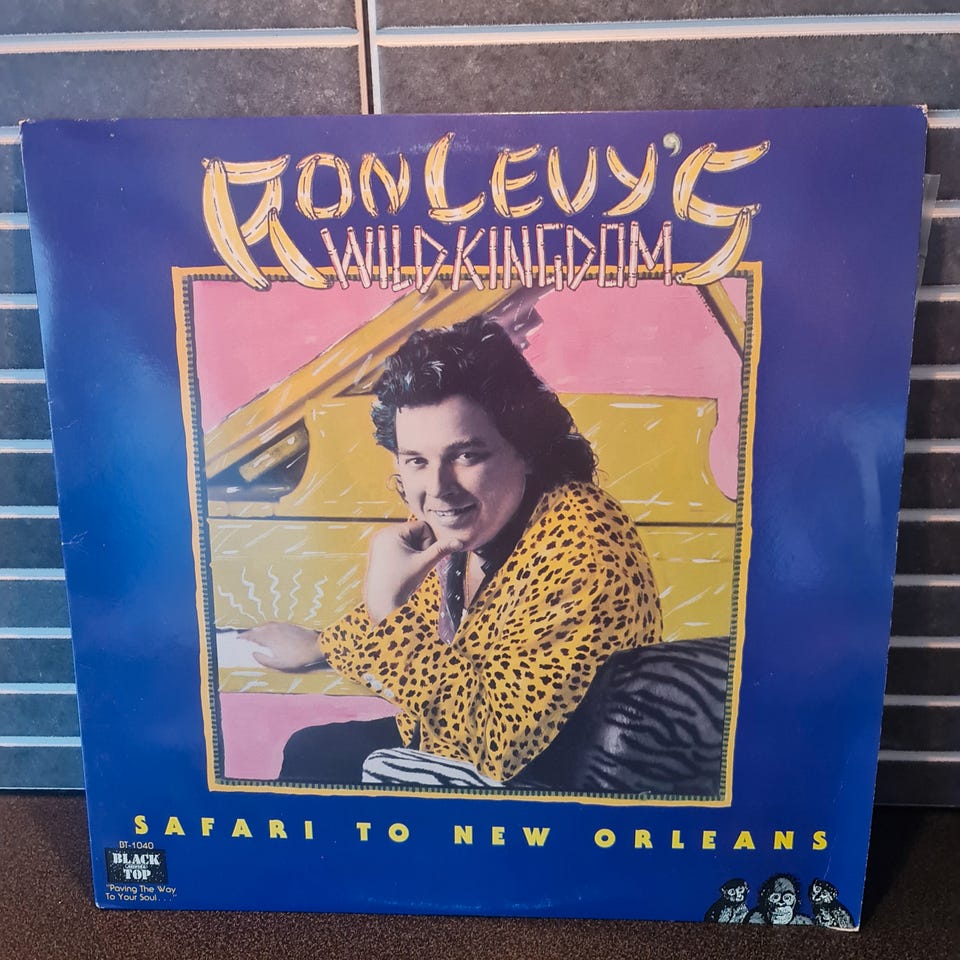 RON LEVY'S
WILD KINGDOM
SAFARI TO NEW ORLEANS
BT-1040
BLACK
TOP
"Paving The Way
To Your Soul..."